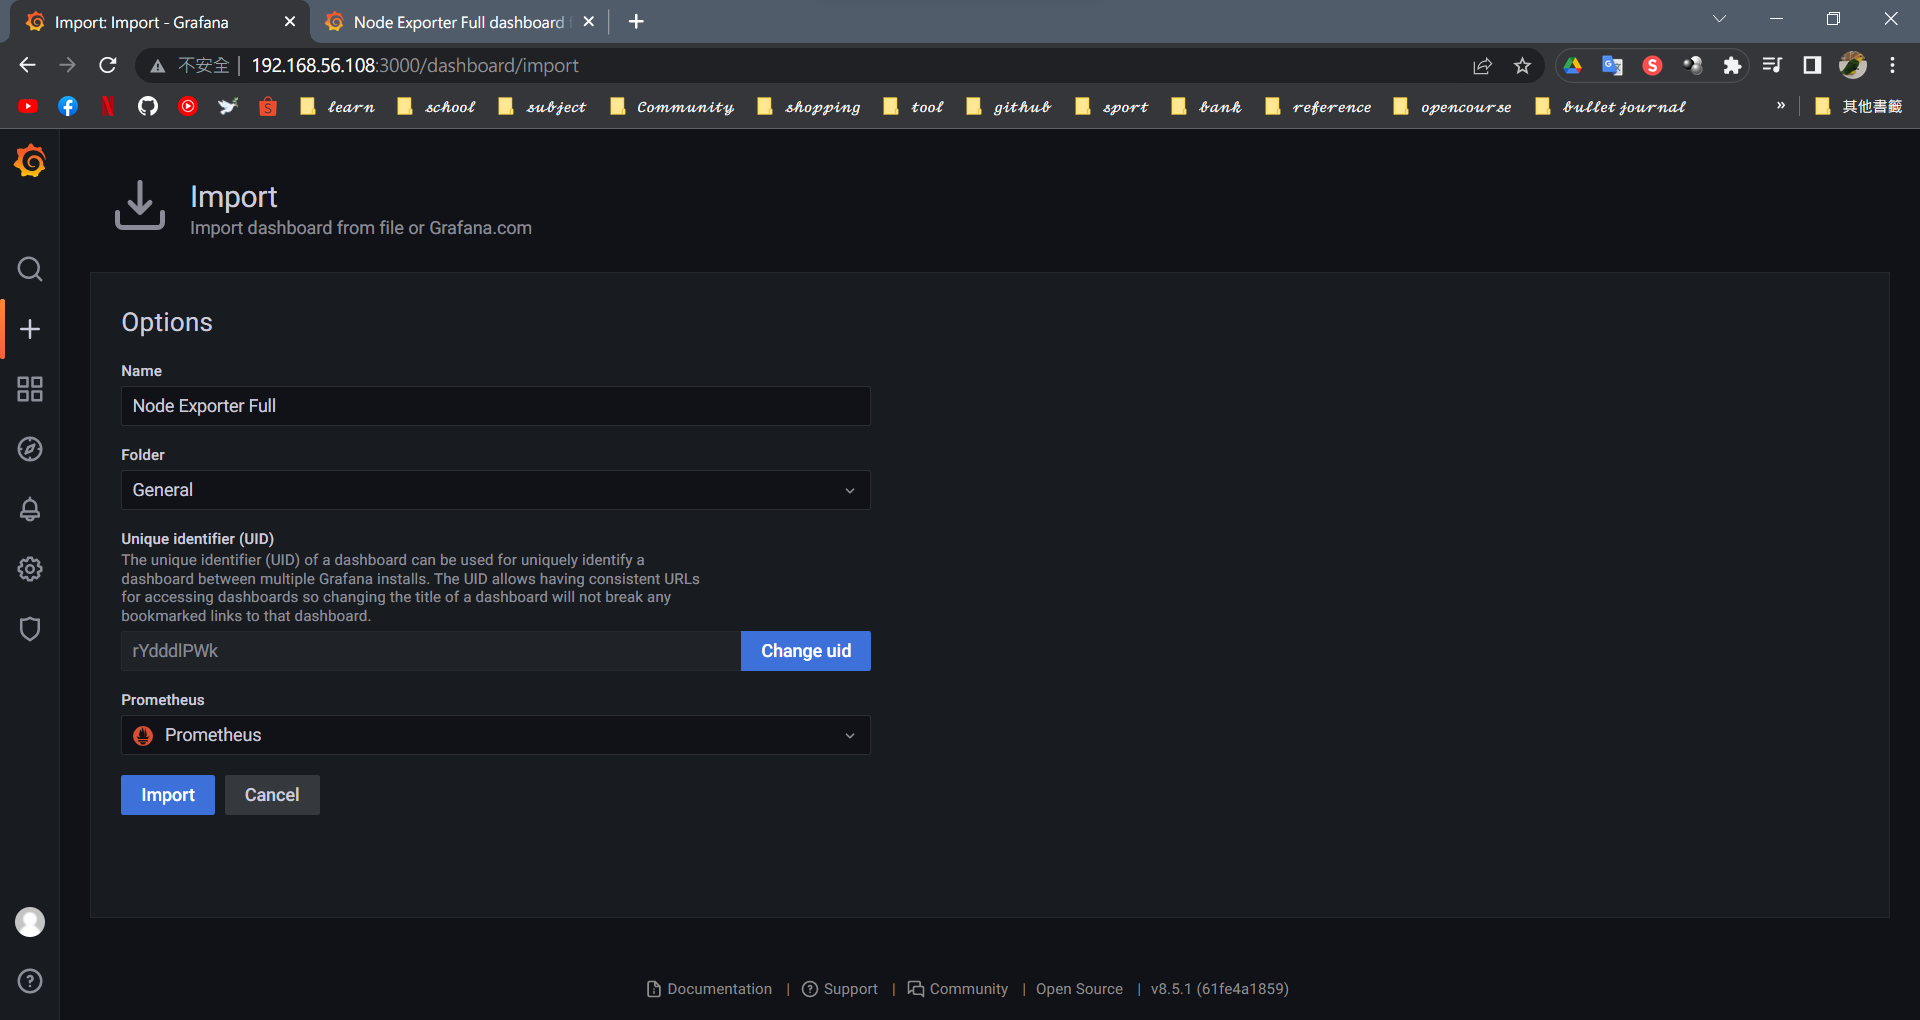 Import: Import - Grafana
Node Exporter Full dashboard f
不安全 | 192.168.56.108:3000/dashboard/import
learn school subject Community shopping tool github sport bank reference opencourse bullet journal » 其他書籤
Import
Import dashboard from file or Grafana.com
Options
Name
Node Exporter Full
Folder
General
Unique identifier (UID)
The unique identifier (UID) of a dashboard can be used for uniquely identify a
dashboard between multiple Grafana installs. The UID allows having consistent URLs
for accessing dashboards so changing the title of a dashboard will not break any
bookmarked links to that dashboard.
rYdddlPWk
Change uid
Prometheus
Prometheus
Import
Cancel
Documentation | Support | Community | Open Source | v8.5.1 (61fe4a1859)